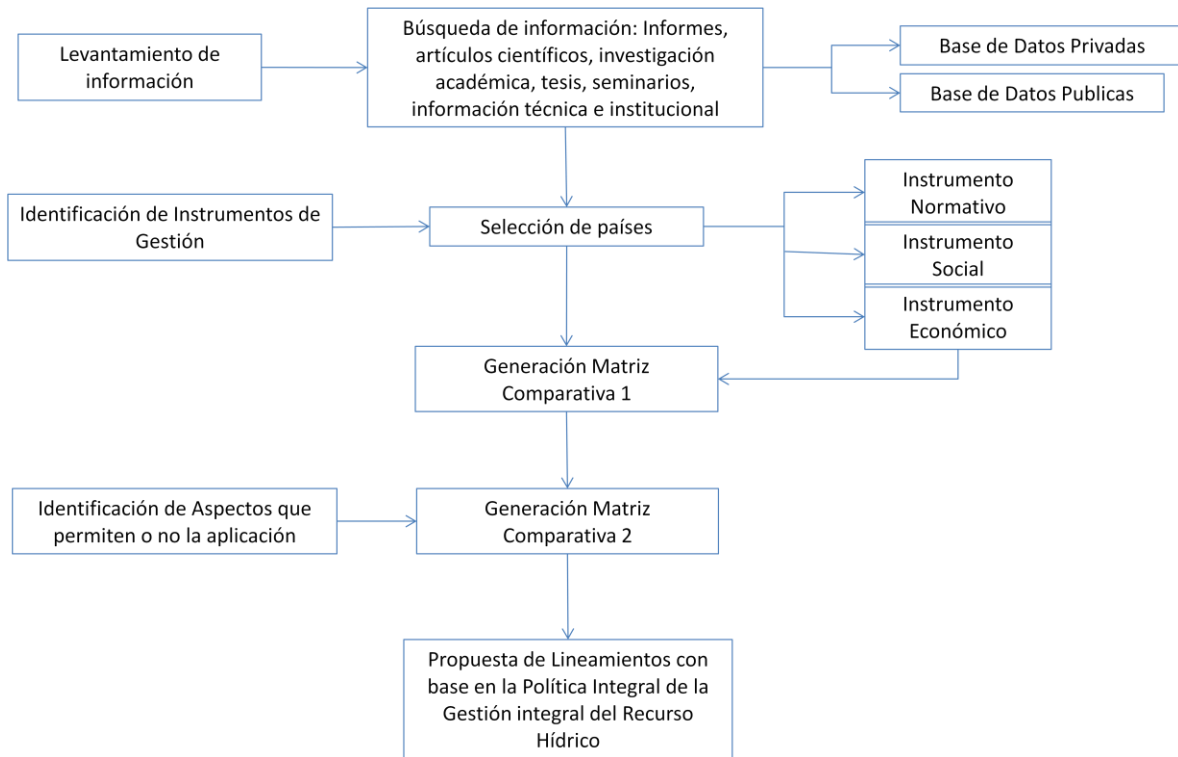 Levantamiento de
información
Búsqueda de información: Informes,
artículos científicos, investigación
académica, tesis, seminarios,
información técnica e institucional
Base de Datos Privadas
Base de Datos Publicas
Identificación de Instrumentos de
Gestión
Selección de países
Instrumento
Normativo
Instrumento
Social
Instrumento
Económico
Generación Matriz
Comparativa 1
Identificación de Aspectos que
permiten o no la aplicación
Generación Matriz
Comparativa 2
Propuesta de Lineamientos con
base en la Política Integral de la
Gestión integral del Recurso
Hídrico